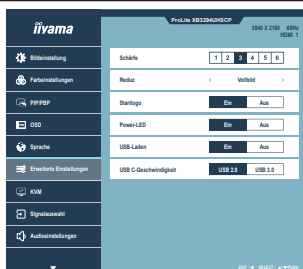 iiyama
ProLite XB3294UHSCP
3840 X 2160 60Hz
HDMI 1
Bildeinstellung
Farbeinstellungen
PIP/PBP
OSD
Sprache
Erweiterte Einstellungen
KVM
Signalauswahl
Audioeinstellungen
Schärfe 1 2 3 4 5 6
Reduz ‹ Vollbild ›
Startlogo Ein Aus
Power-LED Ein Aus
USB-Laden Ein Aus
USB C-Geschwindigkeit USB 2.0 USB 3.0